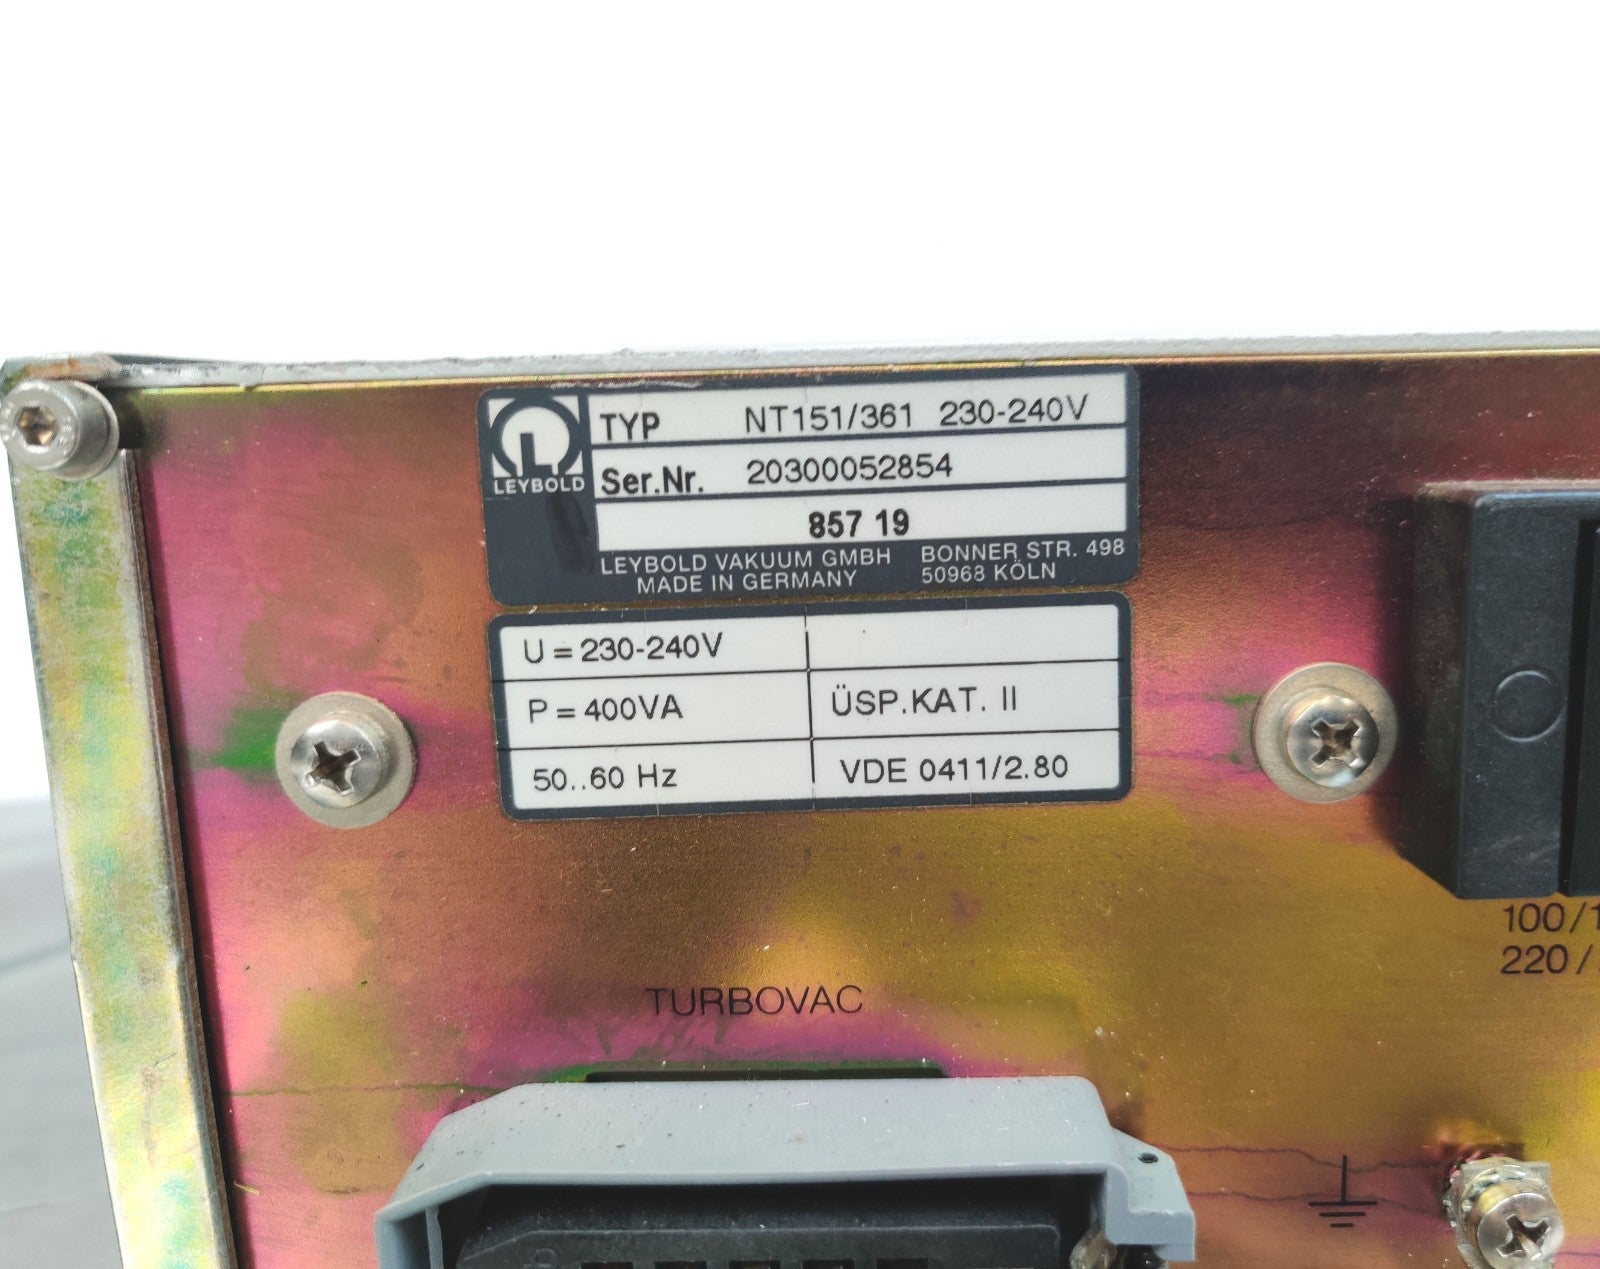 TYP NT151/361 230-240V
LEYBOLD
Ser.Nr. 20300052854
857 19
LEYBOLD VAKUUM GMBH BONNER STR. 498
MADE IN GERMANY 50968 KÖLN
U = 230-240V
P = 400VA ÜSP.KAT. II
50..60 Hz VDE 0411/2.80
100/
220/
TURBOVAC